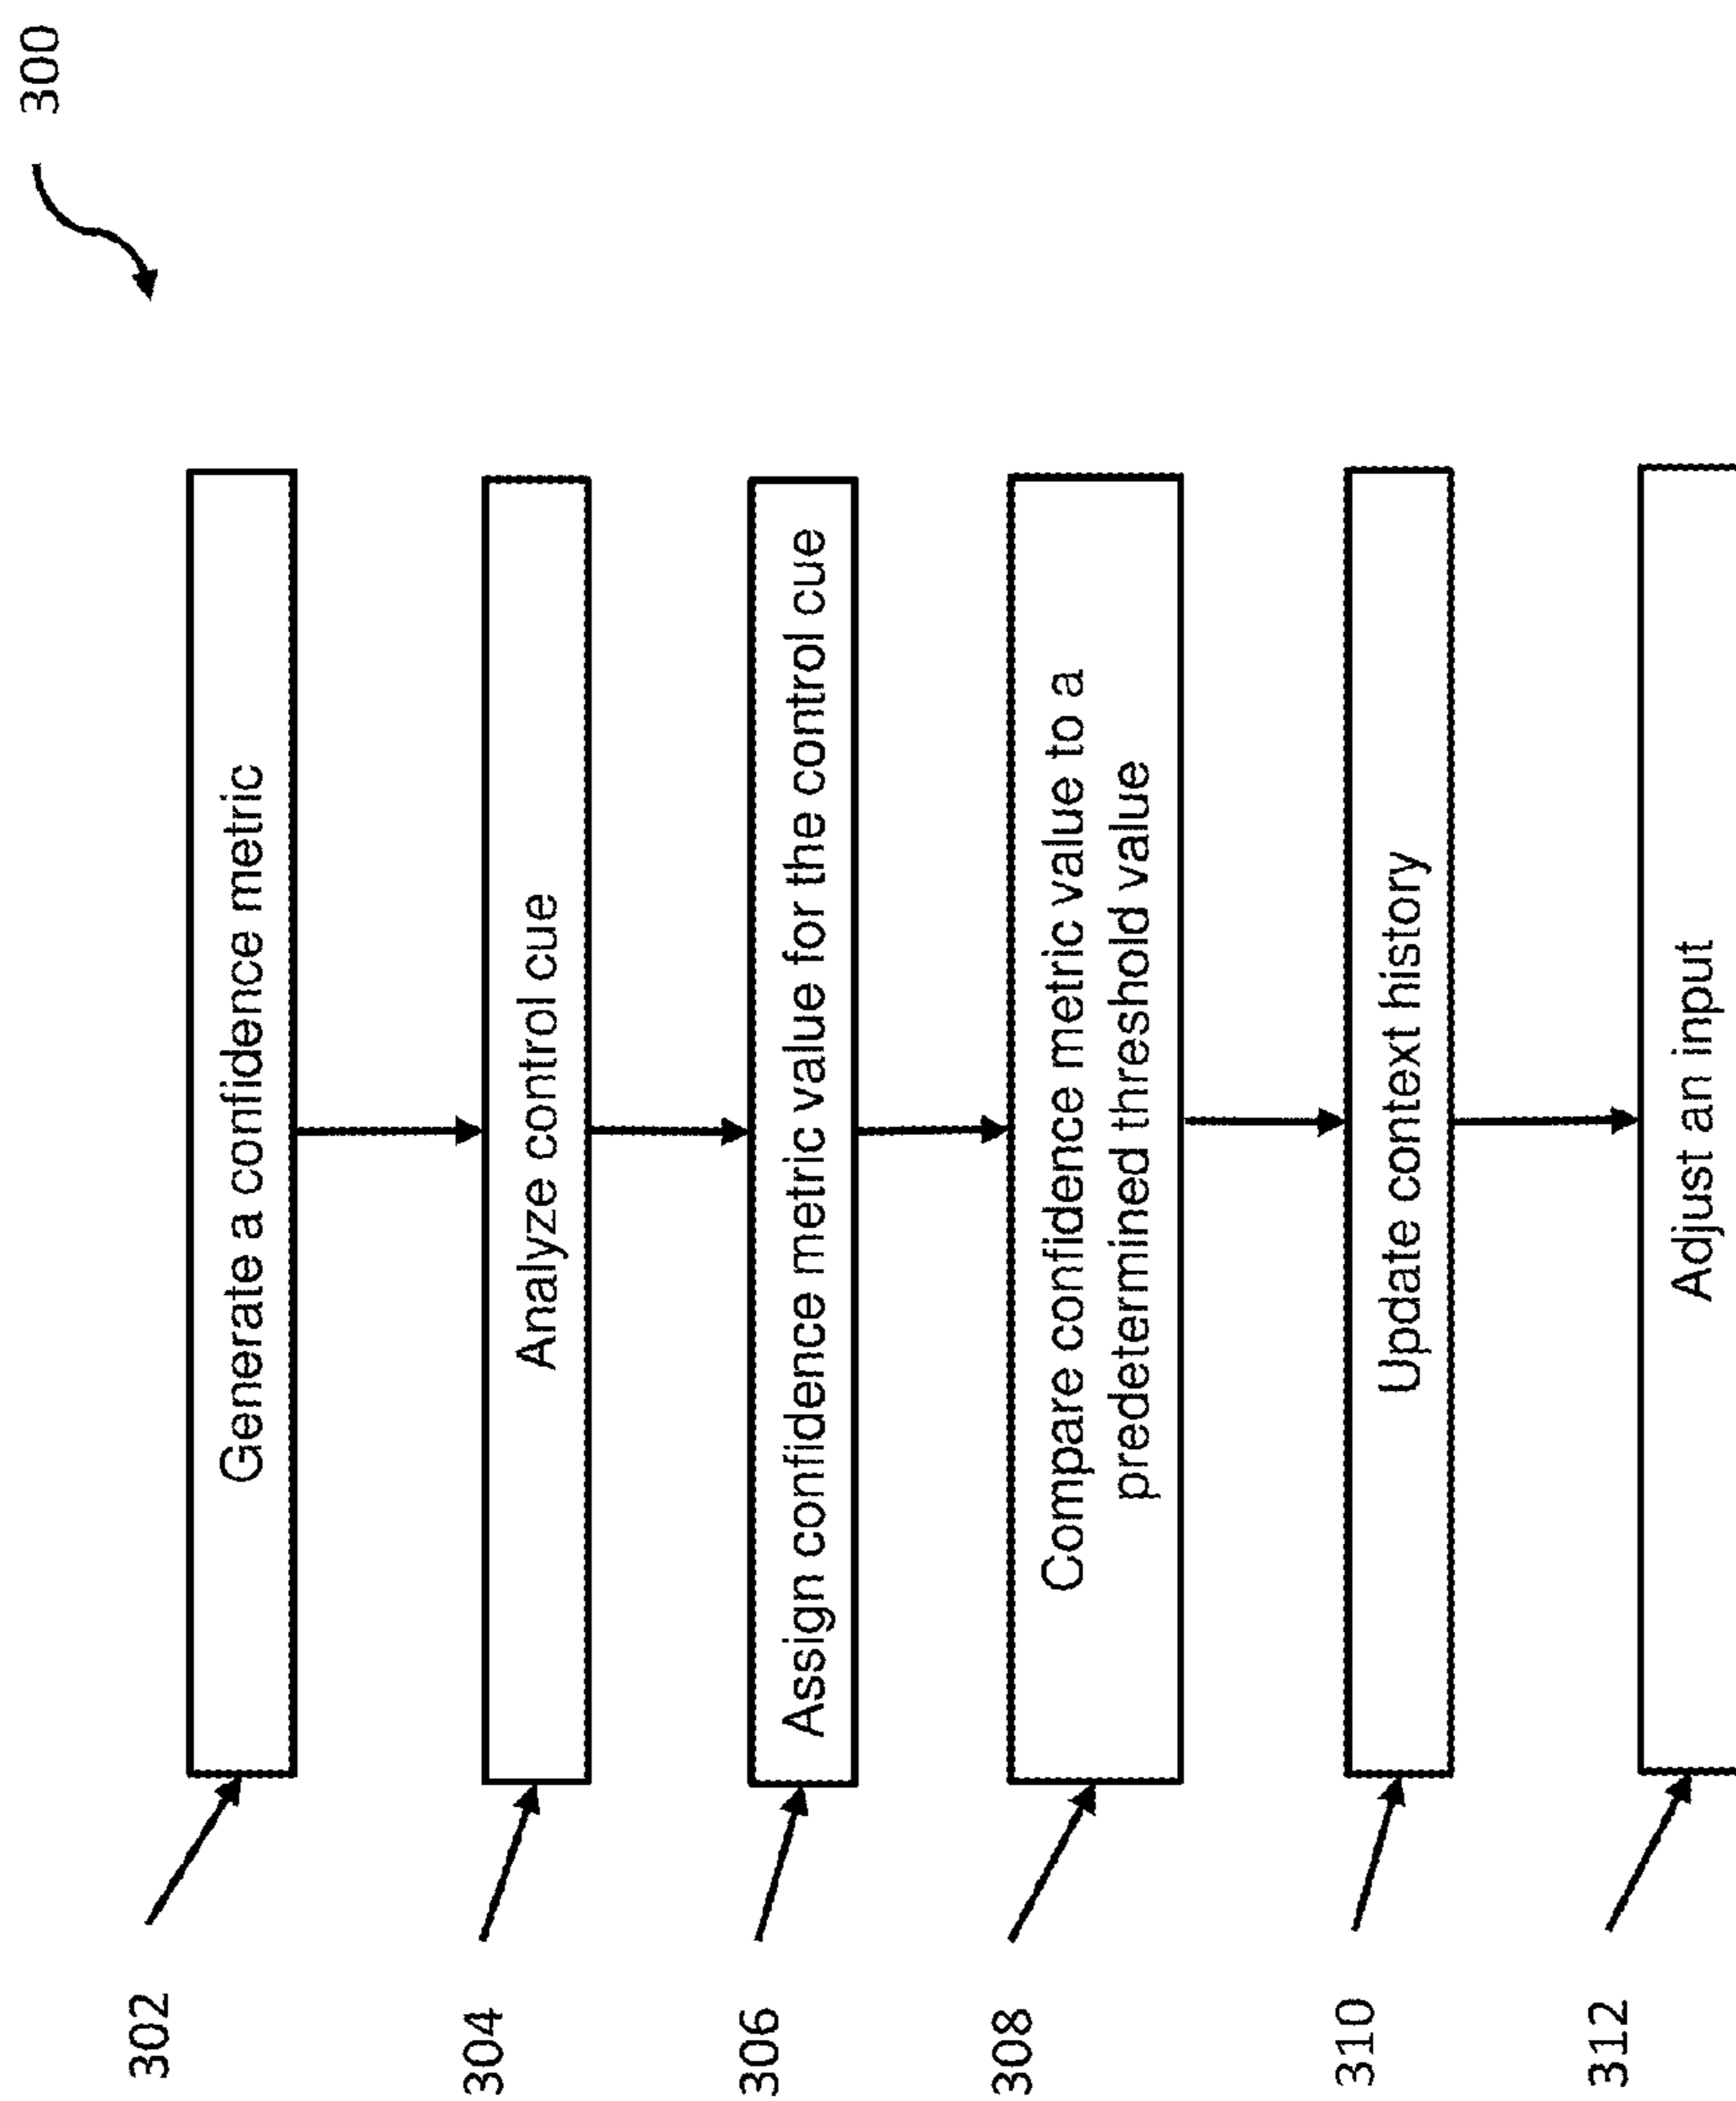 300
302
Generate a confidence metric
304
Analyze control cue
306
Assign confidence metric value for the control cue
308
Compare confidence metric value to a
predetermined threshold value
310
Update context history
312
Adjust an input